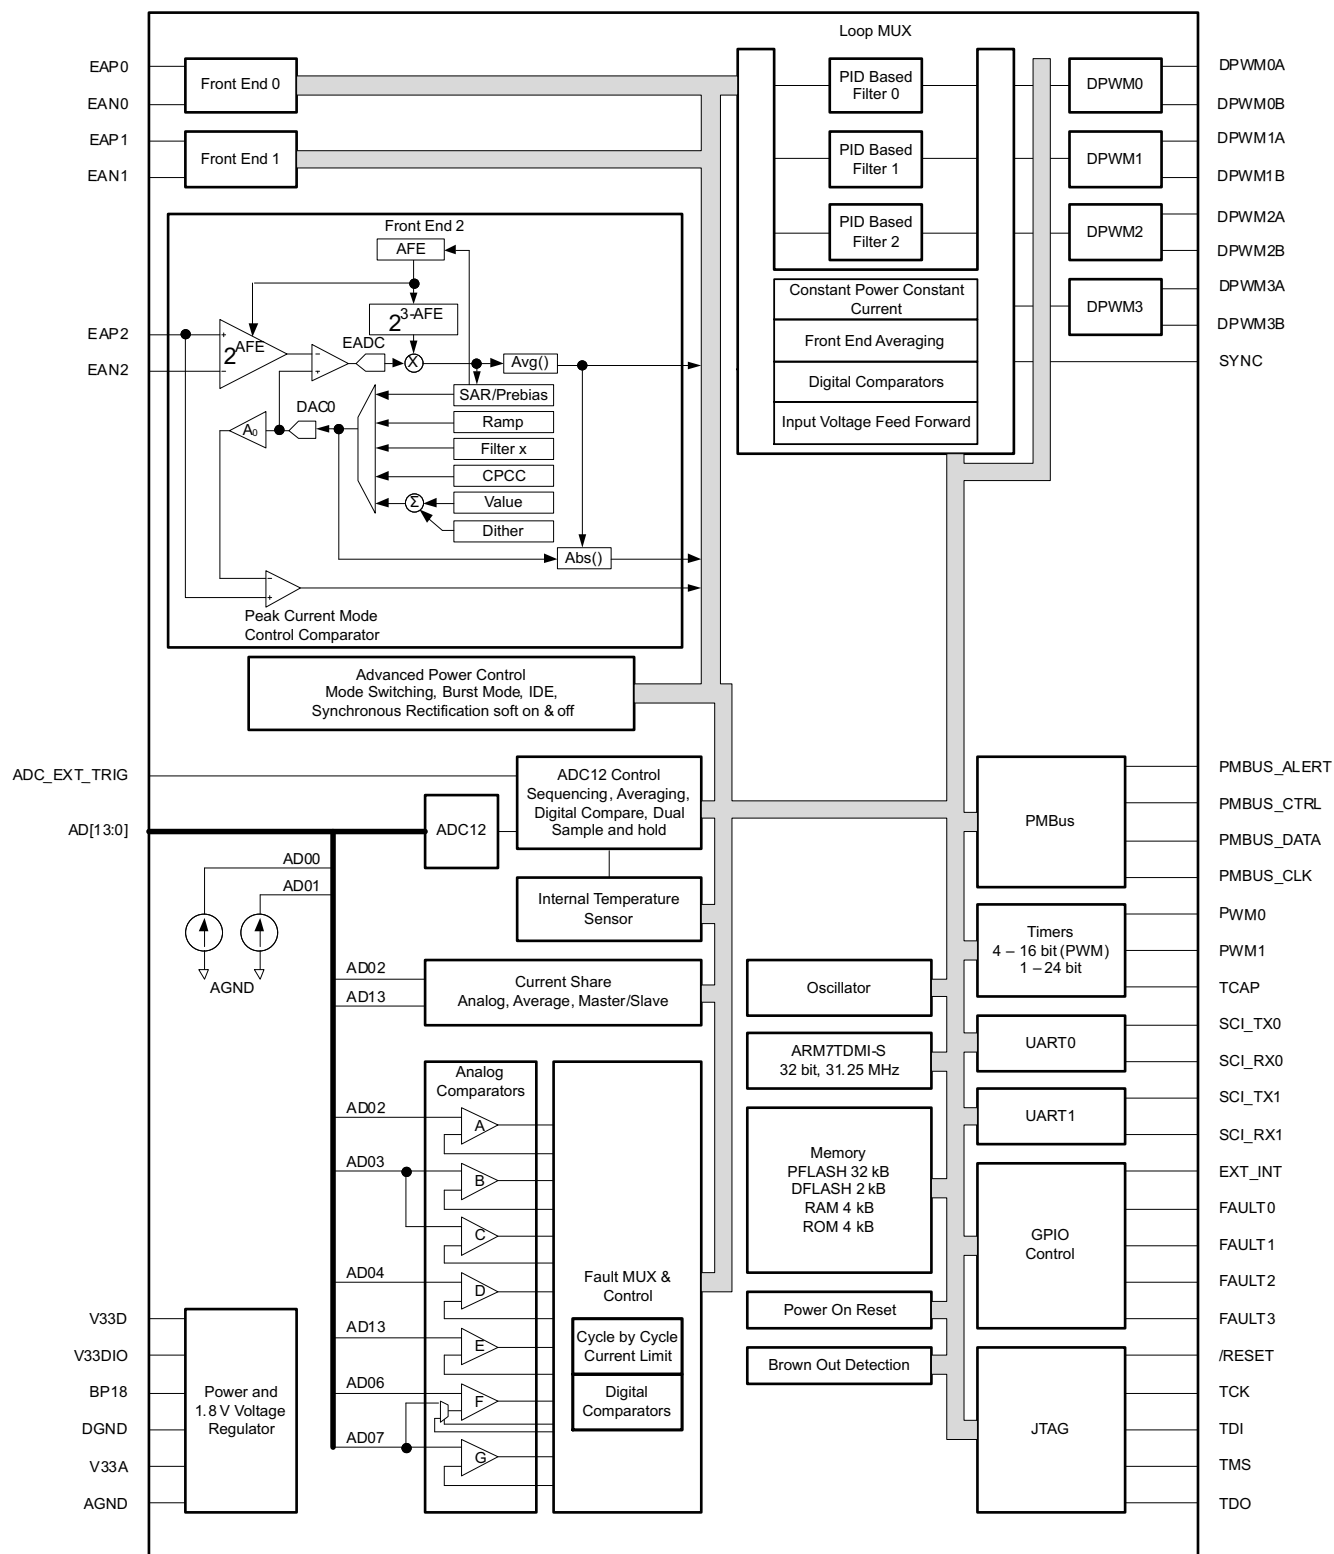 Loop MUX
EAP0
EAN0
EAP1
EAN1
EAP2
EAN2
Front End 0
Front End 1
Front End 2
AFE
2^3-AFE
2^AFE
+
−
−
+
EADC
X
Avg()
SAR/Prebias
DAC0
A0
Ramp
Filter x
CPCC
Σ
Value
Dither
Abs()
−
+
Peak Current Mode
Control Comparator
PID Based
Filter 0
PID Based
Filter 1
PID Based
Filter 2
Constant Power Constant
Current
Front End Averaging
Digital Comparators
Input Voltage Feed Forward
DPWM0
DPWM1
DPWM2
DPWM3
DPWM0A
DPWM0B
DPWM1A
DPWM1B
DPWM2A
DPWM2B
DPWM3A
DPWM3B
SYNC
Advanced Power Control
Mode Switching, Burst Mode, IDE,
Synchronous Rectification soft on & off
ADC_EXT_TRIG
AD[13:0]
ADC12
ADC12 Control
Sequencing, Averaging,
Digital Compare, Dual
Sample and hold
AD00
AD01
AGND
Internal Temperature
Sensor
AD02
AD13
Current Share
Analog, Average, Master/Slave
Analog
Comparators
AD02
A
AD03
B
C
AD04
D
AD13
E
AD06
F
AD07
G
Fault MUX &
Control
Cycle by Cycle
Current Limit
Digital
Comparators
V33D
V33DIO
BP18
DGND
V33A
AGND
Power and
1.8 V Voltage
Regulator
Oscillator
ARM7TDMI-S
32 bit, 31.25 MHz
Memory
PFLASH 32 kB
DFLASH 2 kB
RAM 4 kB
ROM 4 kB
Power On Reset
Brown Out Detection
PMBus
Timers
4 – 16 bit (PWM)
1 – 24 bit
UART0
UART1
GPIO
Control
JTAG
PMBUS_ALERT
PMBUS_CTRL
PMBUS_DATA
PMBUS_CLK
PWM0
PWM1
TCAP
SCI_TX0
SCI_RX0
SCI_TX1
SCI_RX1
EXT_INT
FAULT0
FAULT1
FAULT2
FAULT3
/RESET
TCK
TDI
TMS
TDO